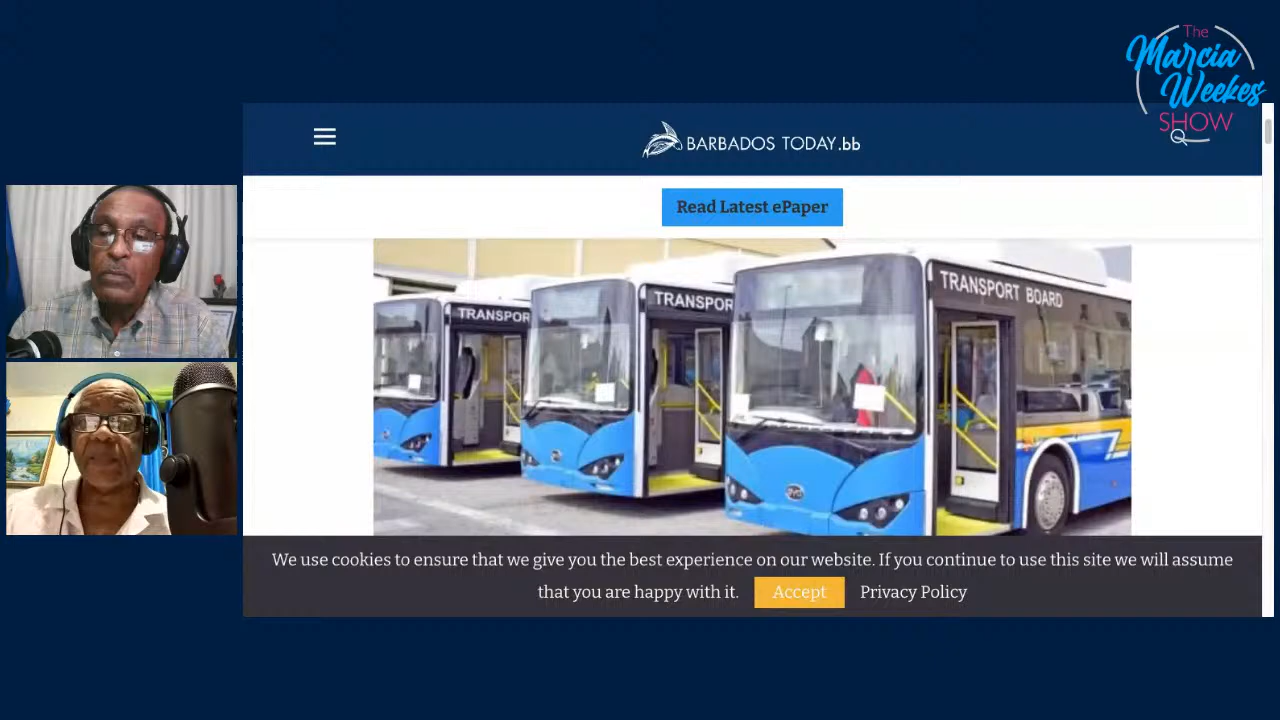 The
Marcia
Weekes
SHOW
BARBADOS TODAY.bb
Read Latest ePaper
TRANSPOR
TRANSPOR
TRANSPORT BOARD
BYD
We use cookies to ensure that we give you the best experience on our website. If you continue to use this site we will assume
that you are happy with it.
Accept
Privacy Policy